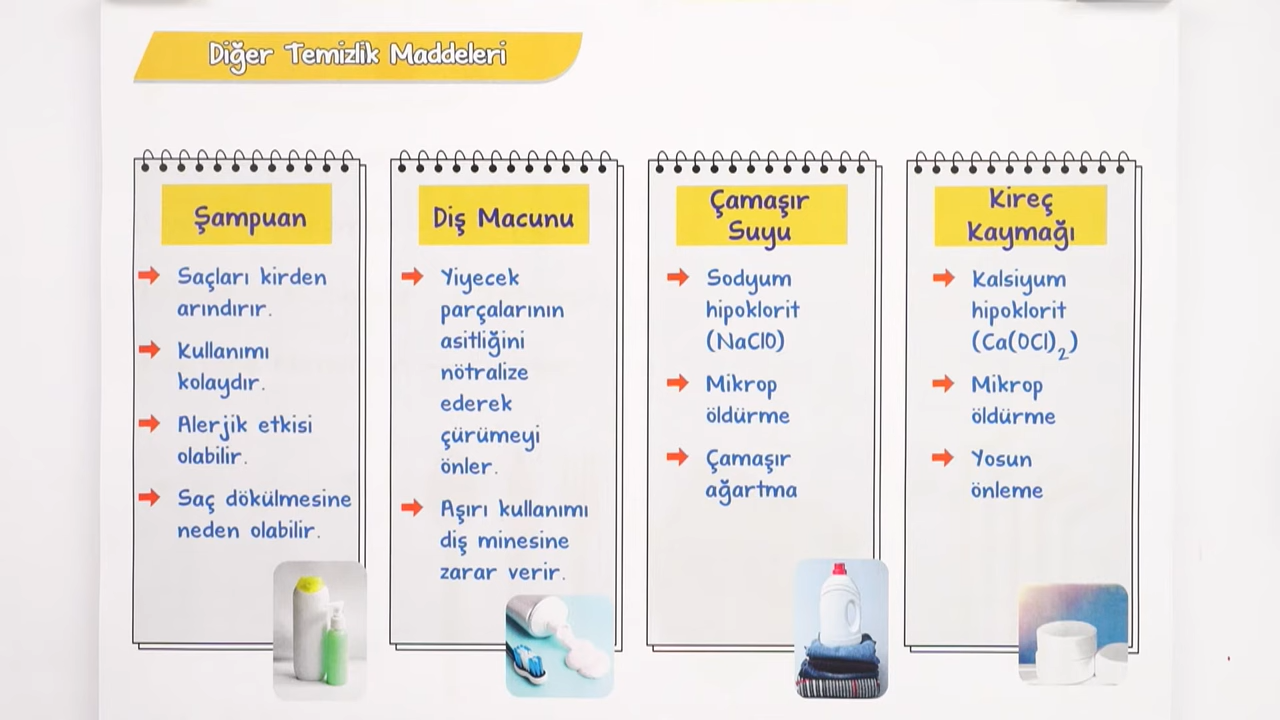 Diğer Temizlik Maddeleri
Şampuan
Saçları kirden
arındırır.
Kullanımı
kolaydır.
Alerjik etkisi
olabilir.
Saç dökülmesine
neden olabilir.
Diş Macunu
Yiyecek
parçalarının
asitliğini
nötralize
ederek
çürümeyi
önler.
Aşırı kullanımı
diş minesine
zarar verir.
Çamaşır
Suyu
Sodyum
hipoklorit
(NaClO)
Mikrop
öldürme
Çamaşır
ağartma
Kireç
Kaymağı
Kalsiyum
hipoklorit
(Ca(OCl)₂)
Mikrop
öldürme
Yosun
önleme